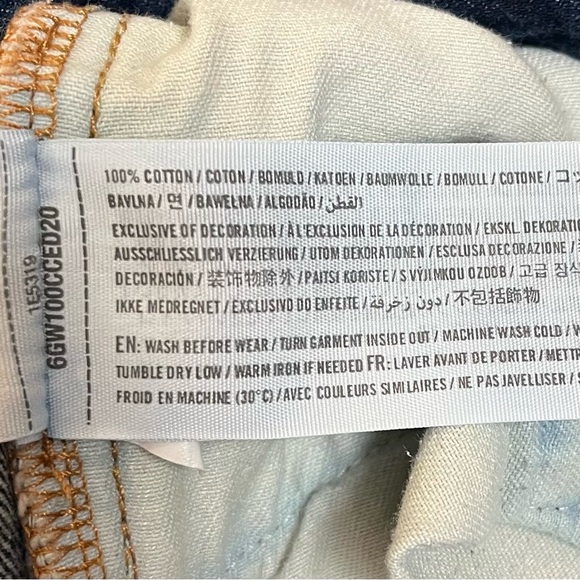 100% COTTON / COTON / BOMULD / KATOEN / BAUMWOLLE / BOMULL / COTONE / コッ
BAVLNA / 면 / BAWEŁNA / ALGODÃO / القطن
EXCLUSIVE OF DECORATION / À L'EXCLUSION DE LA DÉCORATION / EKSKL. DEKORATI
AUSSCHLIESSLICH VERZIERUNG / UTOM DEKORATIONEN / ESCLUSA DECORAZIONE /
DECORACIÓN / 装饰物除外 / PAITSI KORISTE / S VÝJIMKOU OZDOB / 고급 장식
IKKE MEDREGNET / EXCLUSIVO DO ENFEITE / دون زخرفة / 不包括飾物
EN: WASH BEFORE WEAR / TURN GARMENT INSIDE OUT / MACHINE WASH COLD / W
TUMBLE DRY LOW / WARM IRON IF NEEDED FR: LAVER AVANT DE PORTER / METTR
FROID EN MACHINE (30°C) / AVEC COULEURS SIMILAIRES / NE PAS JAVELLISER /
1E5319
6GW100CCED20